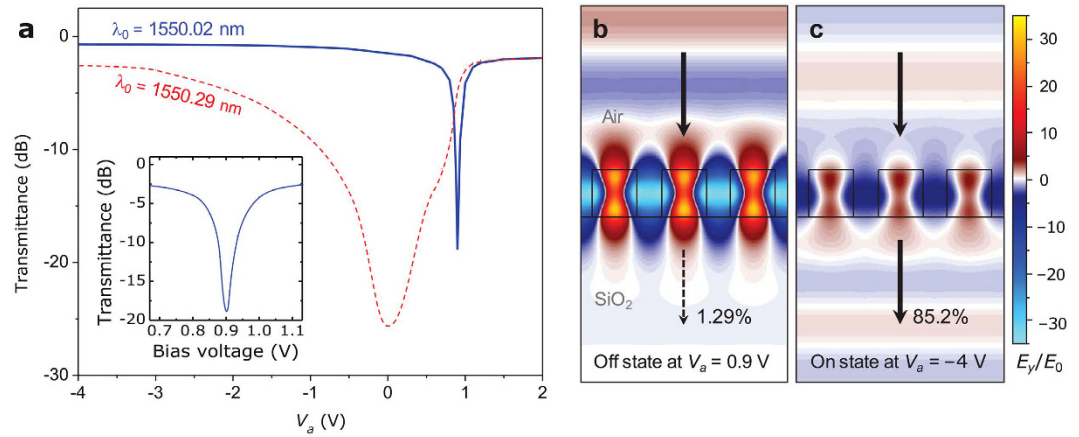 a
λ₀ = 1550.02 nm
λ₀ = 1550.29 nm
Transmittance (dB)
0
-10
-20
-30
-4
-3
-2
-1
0
1
2
Vₐ (V)
Transmittance (dB)
0
-5
-10
-15
-20
0.7
0.8
0.9
1.0
1.1
Bias voltage (V)
b
Air
SiO₂
1.29%
Off state at Vₐ = 0.9 V
c
85.2%
On state at Vₐ = −4 V
30
20
10
0
-10
-20
-30
E_y/E₀